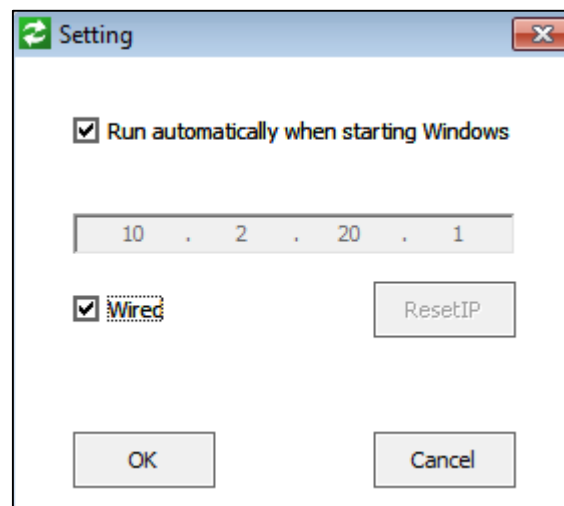 Setting
Run automatically when starting Windows
10 . 2 . 20 . 1
Wired
ResetIP
OK
Cancel